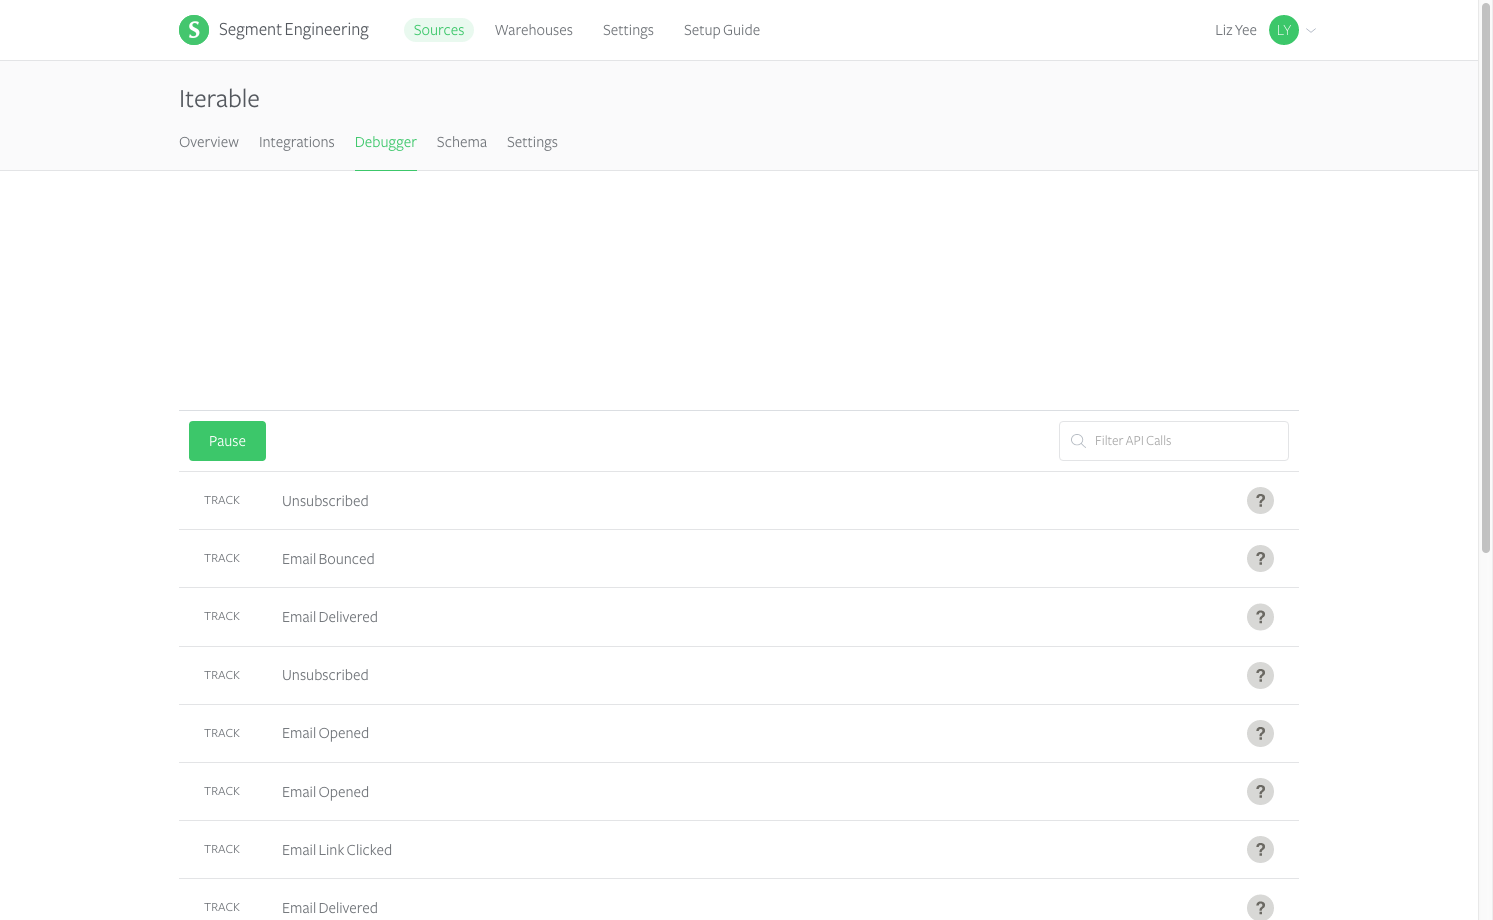 S Segment Engineering Sources Warehouses Settings Setup Guide Liz Yee LY
Iterable
Overview Integrations Debugger Schema Settings
Pause Filter API Calls
TRACK Unsubscribed ?
TRACK Email Bounced ?
TRACK Email Delivered ?
TRACK Unsubscribed ?
TRACK Email Opened ?
TRACK Email Opened ?
TRACK Email Link Clicked ?
TRACK Email Delivered ?